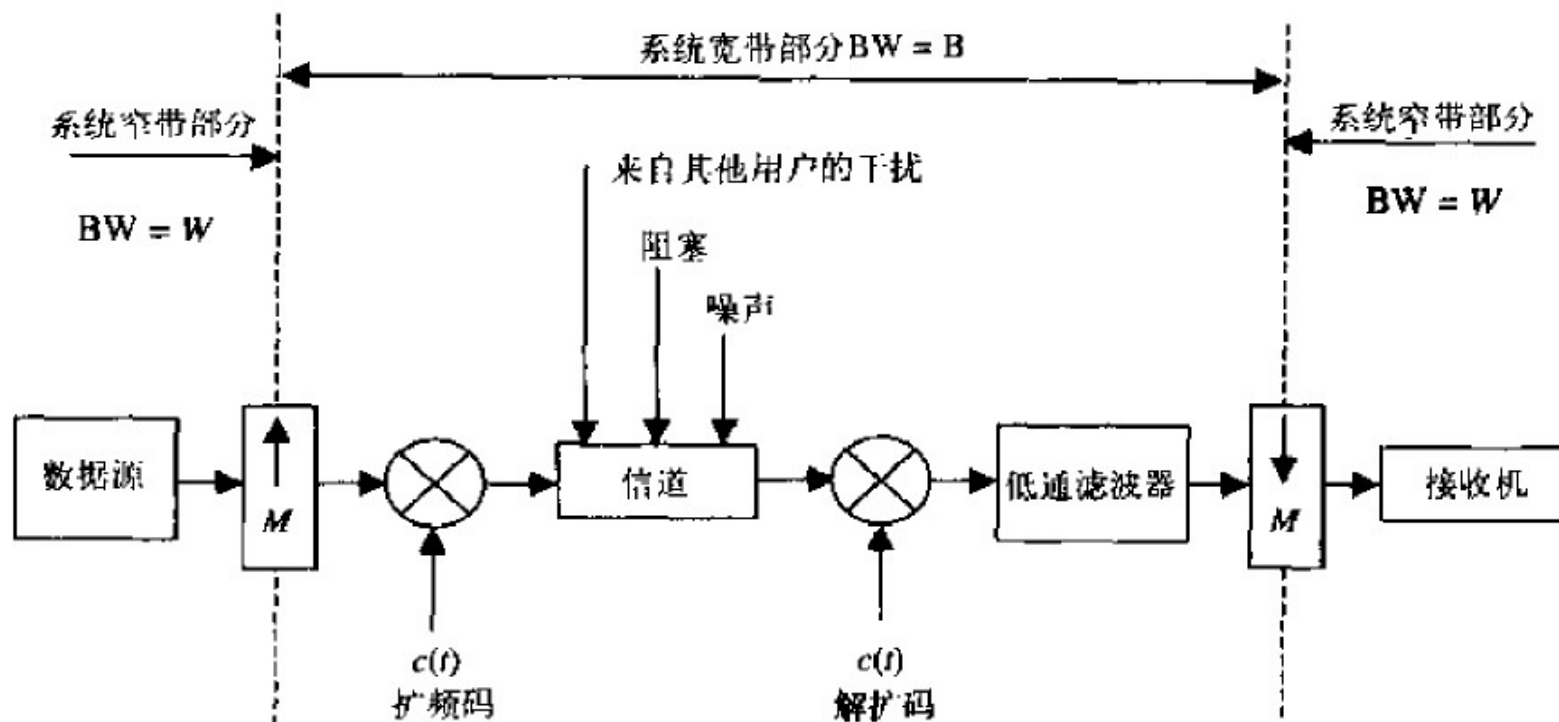 系统宽带部分BW = B
系统窄带部分
系统窄带部分
BW = W
BW = W
来自其他用户的干扰
阻塞
噪声
数据源
M
信道
低通滤波器
M
接收机
c(t)
扩频码
c(t)
解扩码